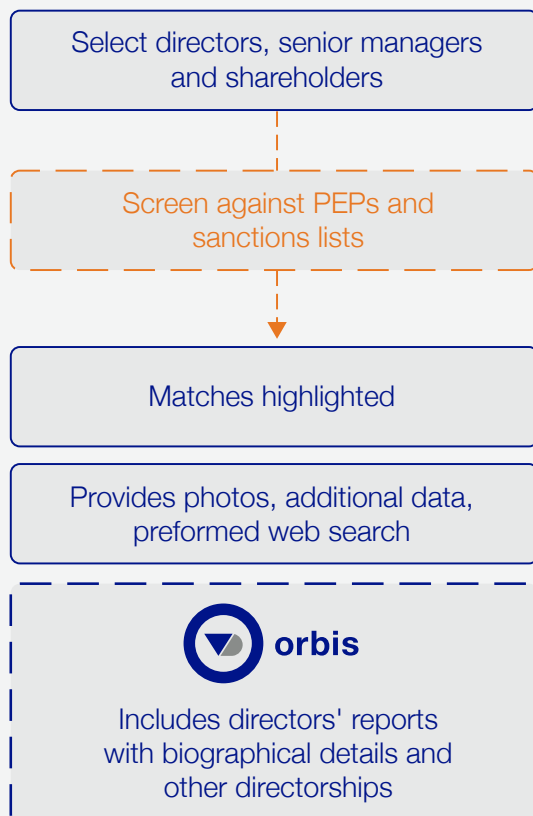 Select directors, senior managers
and shareholders
Screen against PEPs and
sanctions lists
Matches highlighted
Provides photos, additional data,
preformed web search
orbis
Includes directors' reports
with biographical details and
other directorships